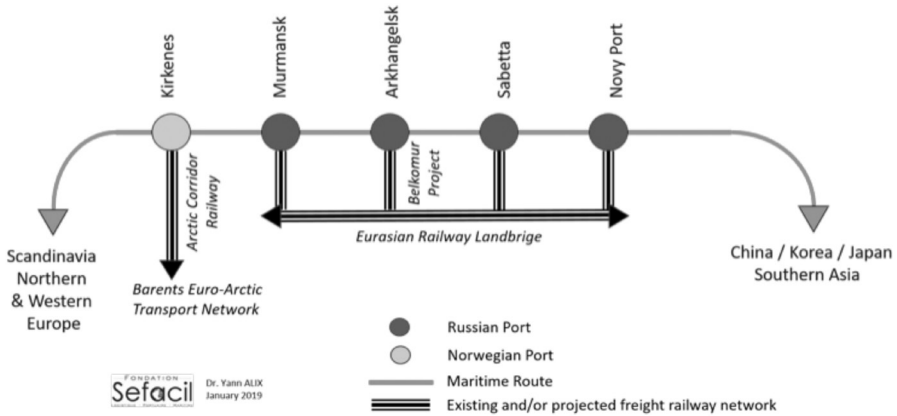 Kirkenes
Murmansk
Arkhangelsk
Sabetta
Novy Port
Arctic Corridor
Railway
Belkomur
Project
Eurasian Railway Landbrige
Scandinavia
Northern
& Western
Europe
Barents Euro-Arctic
Transport Network
China / Korea / Japan
Southern Asia
Russian Port
Norwegian Port
Maritime Route
Existing and/or projected freight railway network
FONDATION
Sefacil
Dr. Yann ALIX
January 2019